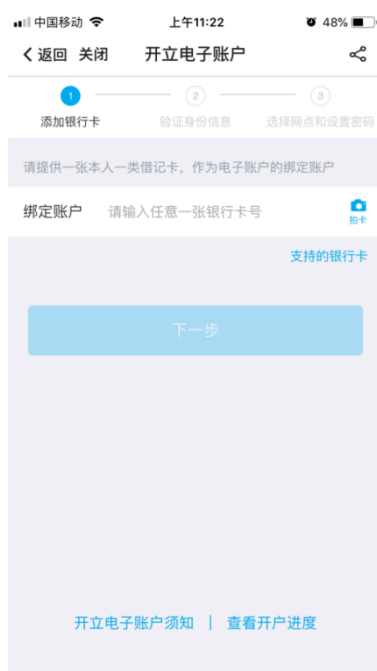 中国移动 上午11:22 48%
返回 关闭 开立电子账户
1 2 3
添加银行卡 验证身份信息 选择网点和设置密码
请提供一张本人一类借记卡，作为电子账户的绑定账户
绑定账户 请输入任意一张银行卡号 拍卡
支持的银行卡
下一步
开立电子账户须知 | 查看开户进度